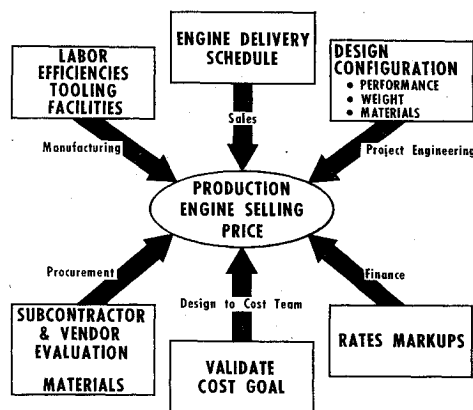 LABOR
EFFICIENCIES
TOOLING
FACILITIES
ENGINE DELIVERY
SCHEDULE
DESIGN
CONFIGURATION
• PERFORMANCE
• WEIGHT
• MATERIALS
Manufacturing
Sales
Project Engineering
PRODUCTION
ENGINE SELLING
PRICE
Procurement
Design to Cost Team
Finance
SUBCONTRACTOR
& VENDOR
EVALUATION
MATERIALS
VALIDATE
COST GOAL
RATES MARKUPS